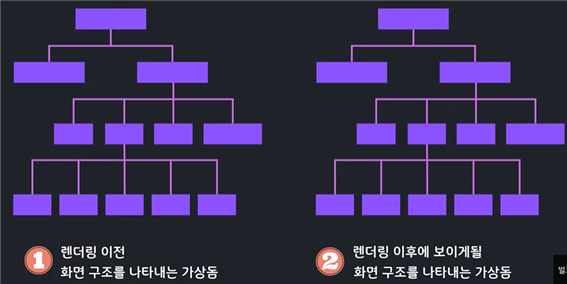 1
렌더링 이전
화면 구조를 나타내는 가상돔
2
렌더링 이후에 보이게될
화면 구조를 나타내는 가상돔